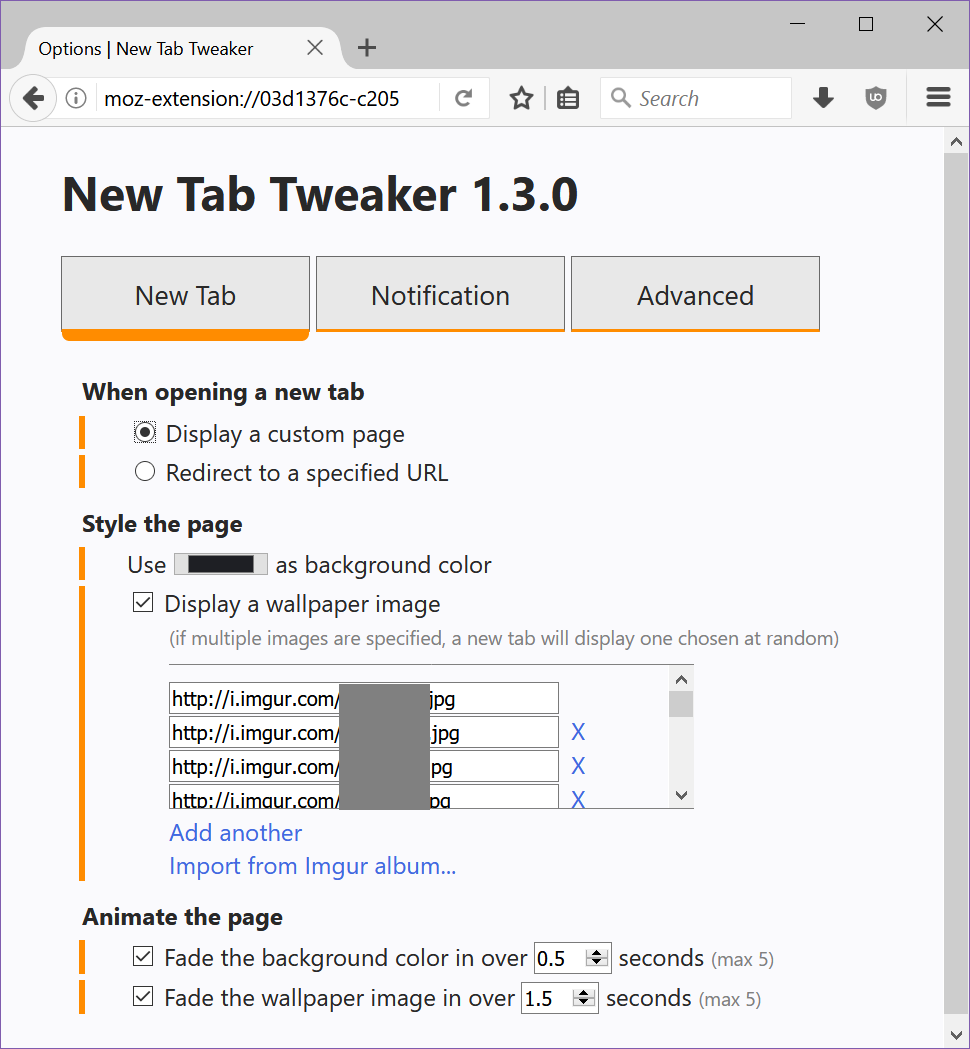 Options | New Tab Tweaker
moz-extension://03d1376c-c205
Search
New Tab Tweaker 1.3.0
New Tab
Notification
Advanced
When opening a new tab
Display a custom page
Redirect to a specified URL
Style the page
Use as background color
Display a wallpaper image
(if multiple images are specified, a new tab will display one chosen at random)
http://i.imgur.com/ jpg
http://i.imgur.com/ .jpg X
http://i.imgur.com/ pg X
http://i.imgur.com/ pg X
Add another
Import from Imgur album...
Animate the page
Fade the background color in over 0.5 seconds (max 5)
Fade the wallpaper image in over 1.5 seconds (max 5)